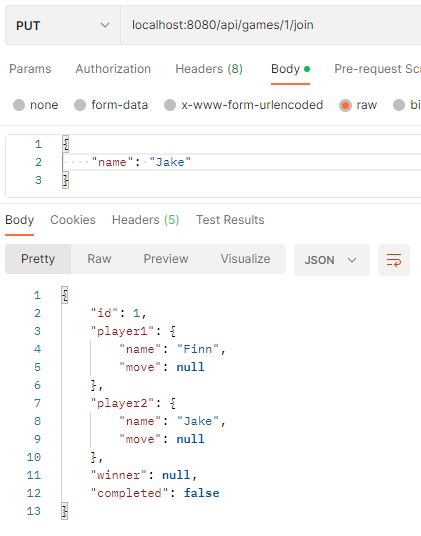 PUT localhost:8080/api/games/1/join
Params Authorization Headers (8) Body Pre-request Scr
none form-data x-www-form-urlencoded raw bi
1 {
2 "name": "Jake"
3 }
Body Cookies Headers (5) Test Results
Pretty Raw Preview Visualize JSON
1 {
2 "id": 1,
3 "player1": {
4 "name": "Finn",
5 "move": null
6 },
7 "player2": {
8 "name": "Jake",
9 "move": null
10 },
11 "winner": null,
12 "completed": false
13 }